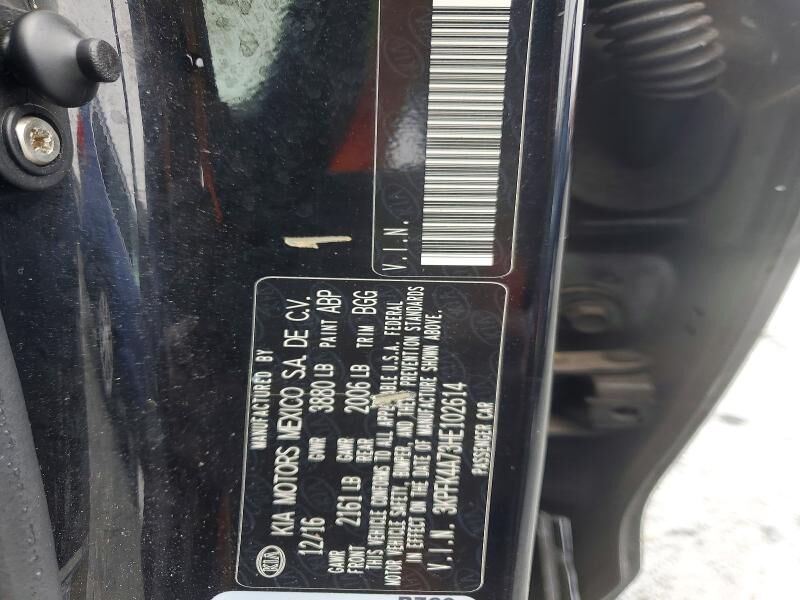 MANUFACTURED BY
KIA KIA MOTORS MEXICO S.A. DE C.V.
12/16 GVWR 3880 LB PAINT ABP
GAWR FRONT 2161 LB GAWR REAR 2006 LB TRIM BGG
THIS VEHICLE CONFORMS TO ALL APPLICABLE U.S.A. FEDERAL
MOTOR VEHICLE SAFETY, BUMPER, AND THEFT PREVENTION STANDARDS
IN EFFECT ON THE DATE OF MANUFACTURE SHOWN ABOVE.
V.I.N. 3KPFK4A73HE102614
PASSENGER CAR
V.I.N.